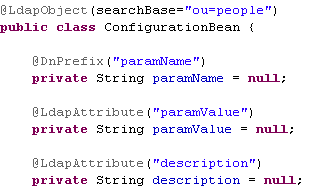 @LdapObject(searchBase="ou=people")
public class ConfigurationBean {
@DnPrefix("paramName")
private String paramName = null;
@LdapAttribute("paramValue")
private String paramValue = null;
@LdapAttribute("description")
private String description = null;